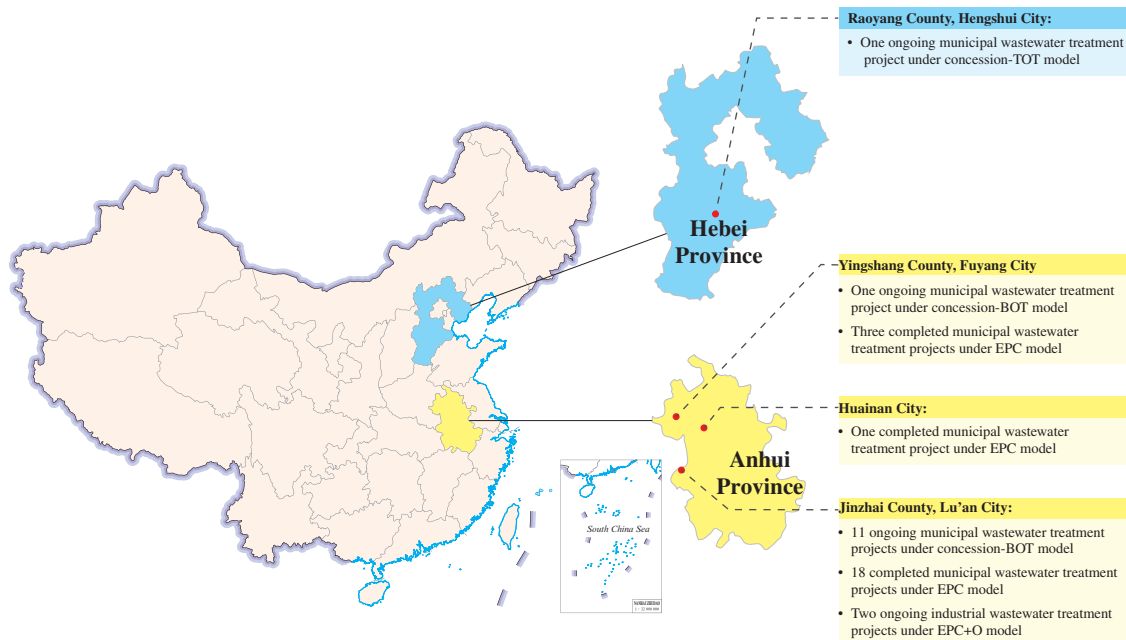 Raoyang County, Hengshui City:
• One ongoing municipal wastewater treatment
project under concession-TOT model
Hebei
Province
Yingshang County, Fuyang City
• One ongoing municipal wastewater treatment
project under concession-BOT model
• Three completed municipal wastewater
treatment projects under EPC model
Huainan City:
• One completed municipal wastewater
treatment project under EPC model
Anhui
Province
Jinzhai County, Lu'an City:
• 11 ongoing municipal wastewater treatment
projects under concession-BOT model
• 18 completed municipal wastewater treatment
projects under EPC model
• Two ongoing industrial wastewater treatment
projects under EPC+O model
South China Sea